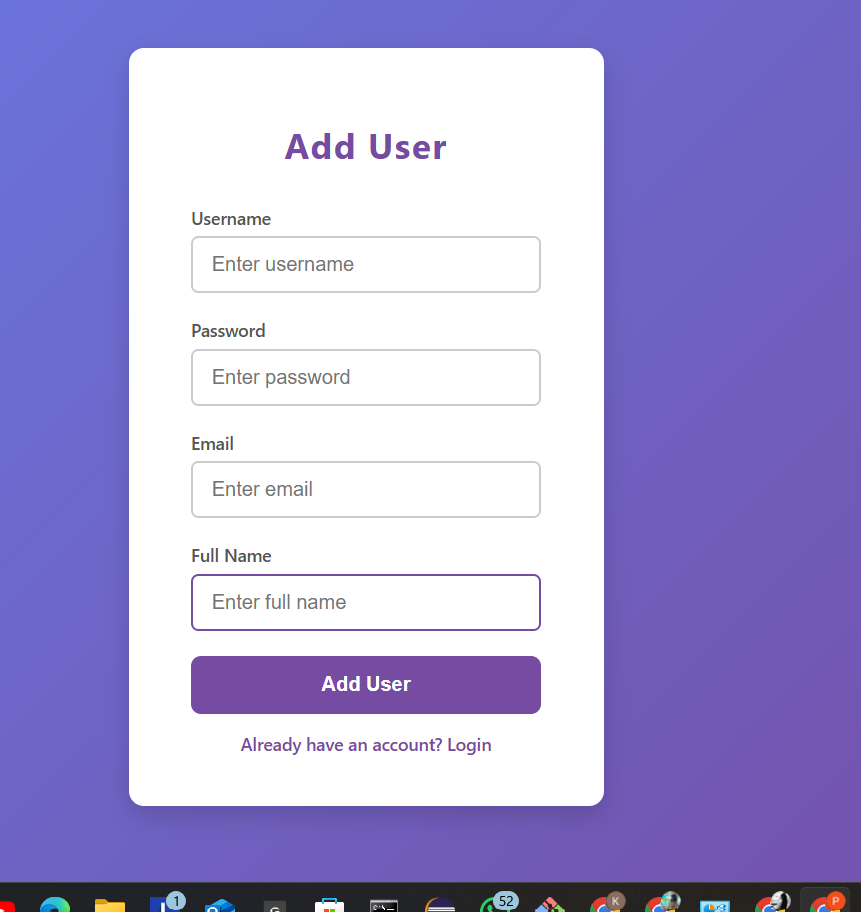 Add User
Username
Enter username
Password
Enter password
Email
Enter email
Full Name
Enter full name
Add User
Already have an account? Login
1
52
K
P